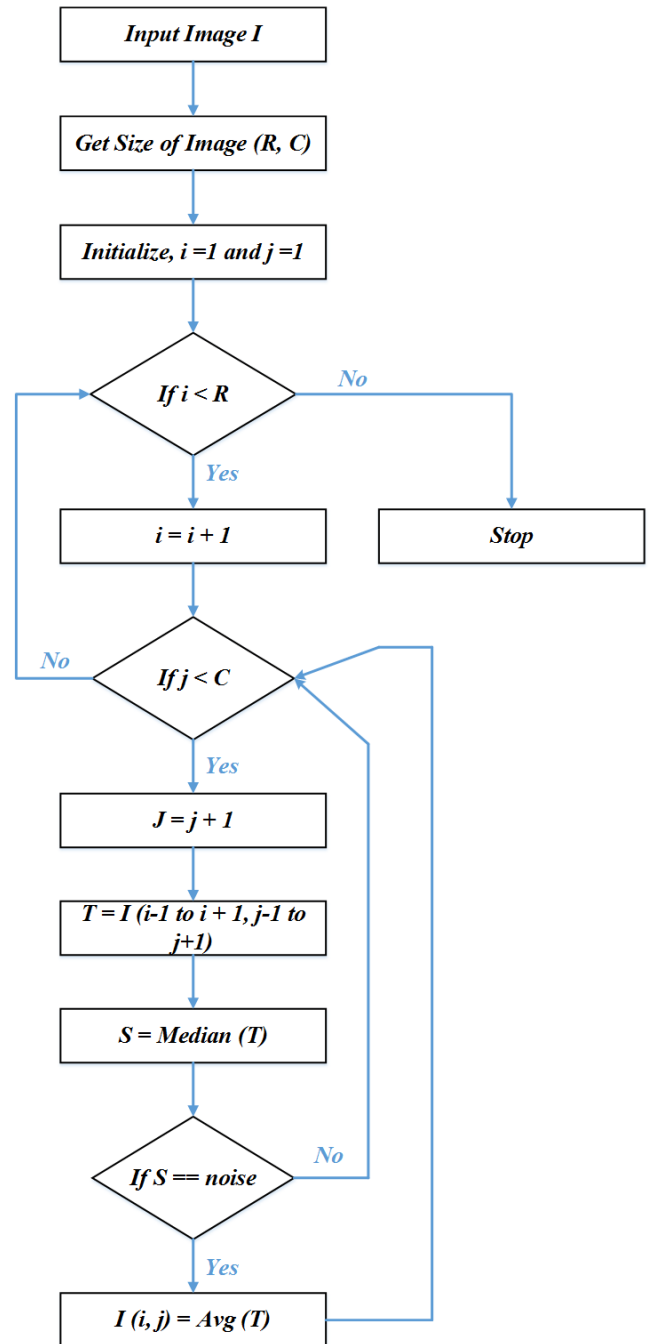 Input Image I
Get Size of Image (R, C)
Initialize, i =1 and j =1
If i < R
No
Yes
i = i + 1
Stop
If j < C
No
Yes
J = j + 1
T = I (i-1 to i + 1, j-1 to
j+1)
S = Median (T)
If S == noise
No
Yes
I (i, j) = Avg (T)